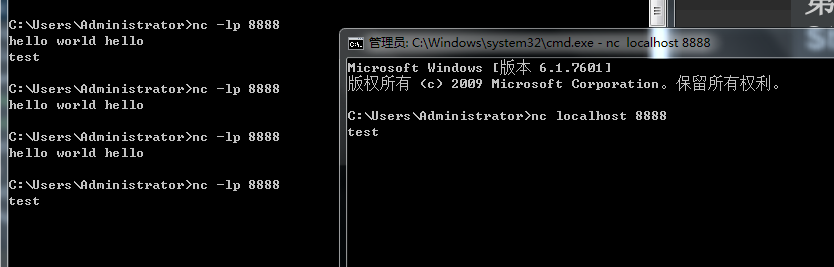 C:\Users\Administrator>nc -lp 8888
hello world hello
test
C:\Users\Administrator>nc -lp 8888
hello world hello
C:\Users\Administrator>nc -lp 8888
hello world hello
C:\Users\Administrator>nc -lp 8888
test
管理员: C:\Windows\system32\cmd.exe - nc  localhost 8888
Microsoft Windows [版本 6.1.7601]
版权所有 (c) 2009 Microsoft Corporation。保留所有权利。
C:\Users\Administrator>nc localhost 8888
test
第